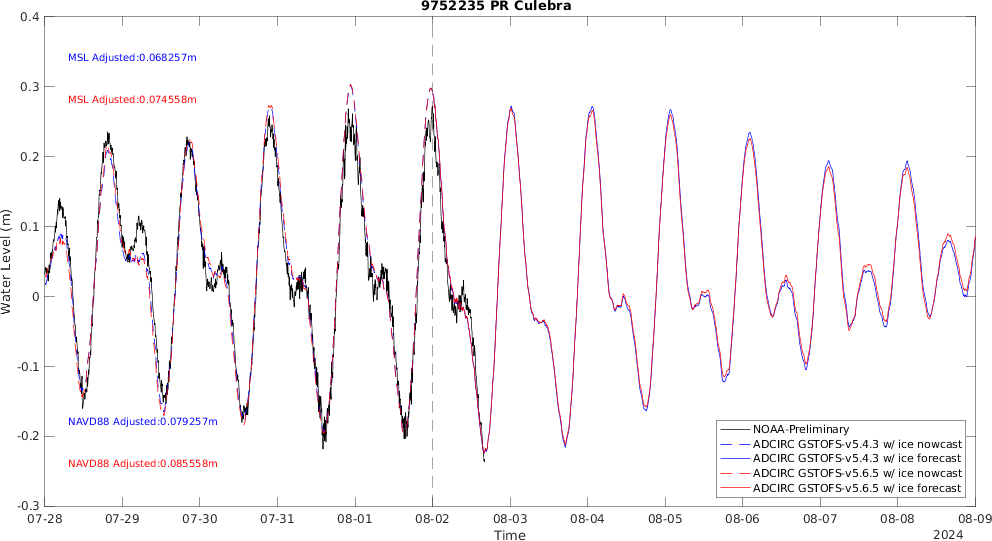 9752235 PR Culebra
0.4
0.3
0.2
0.1
0
-0.1
-0.2
-0.3
Water Level (m)
MSL Adjusted:0.068257m
MSL Adjusted:0.074558m
NAVD88 Adjusted:0.079257m
NAVD88 Adjusted:0.085558m
NOAA-Preliminary
ADCIRC GSTOFS-v5.4.3 w/ ice nowcast
ADCIRC GSTOFS-v5.4.3 w/ ice forecast
ADCIRC GSTOFS-v5.6.5 w/ ice nowcast
ADCIRC GSTOFS-v5.6.5 w/ ice forecast
07-28 07-29 07-30 07-31 08-01 08-02 08-03 08-04 08-05 08-06 08-07 08-08 08-09
Time
2024